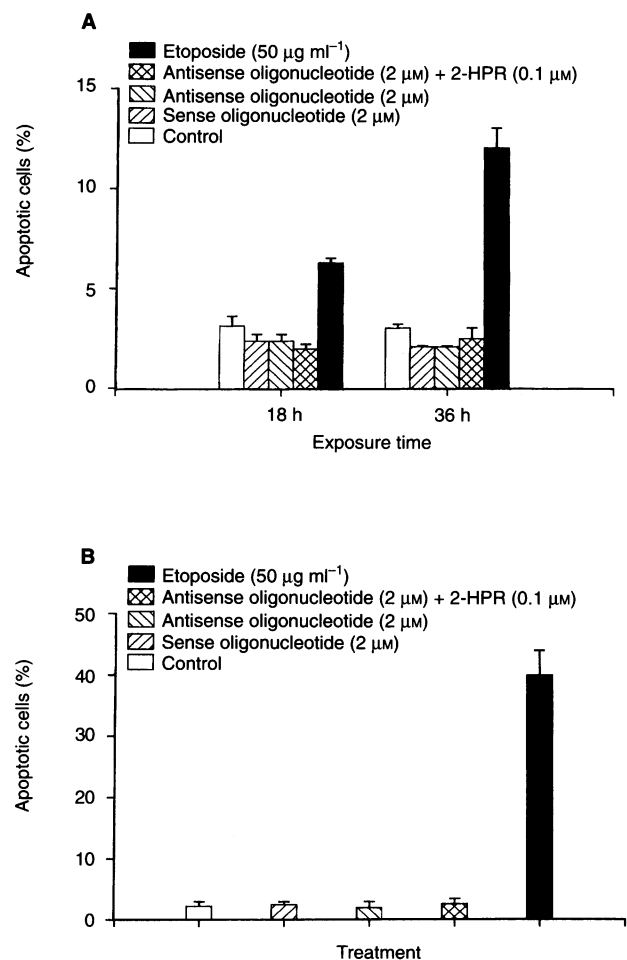 A
Etoposide (50 μg ml⁻¹)
Antisense oligonucleotide (2 μM) + 2-HPR (0.1 μM)
Antisense oligonucleotide (2 μM)
Sense oligonucleotide (2 μM)
Control
15
10
5
0
Apoptotic cells (%)
18 h
36 h
Exposure time
B
Etoposide (50 μg ml⁻¹)
Antisense oligonucleotide (2 μM) + 2-HPR (0.1 μM)
Antisense oligonucleotide (2 μM)
Sense oligonucleotide (2 μM)
Control
50
40
30
20
10
0
Apoptotic cells (%)
Treatment